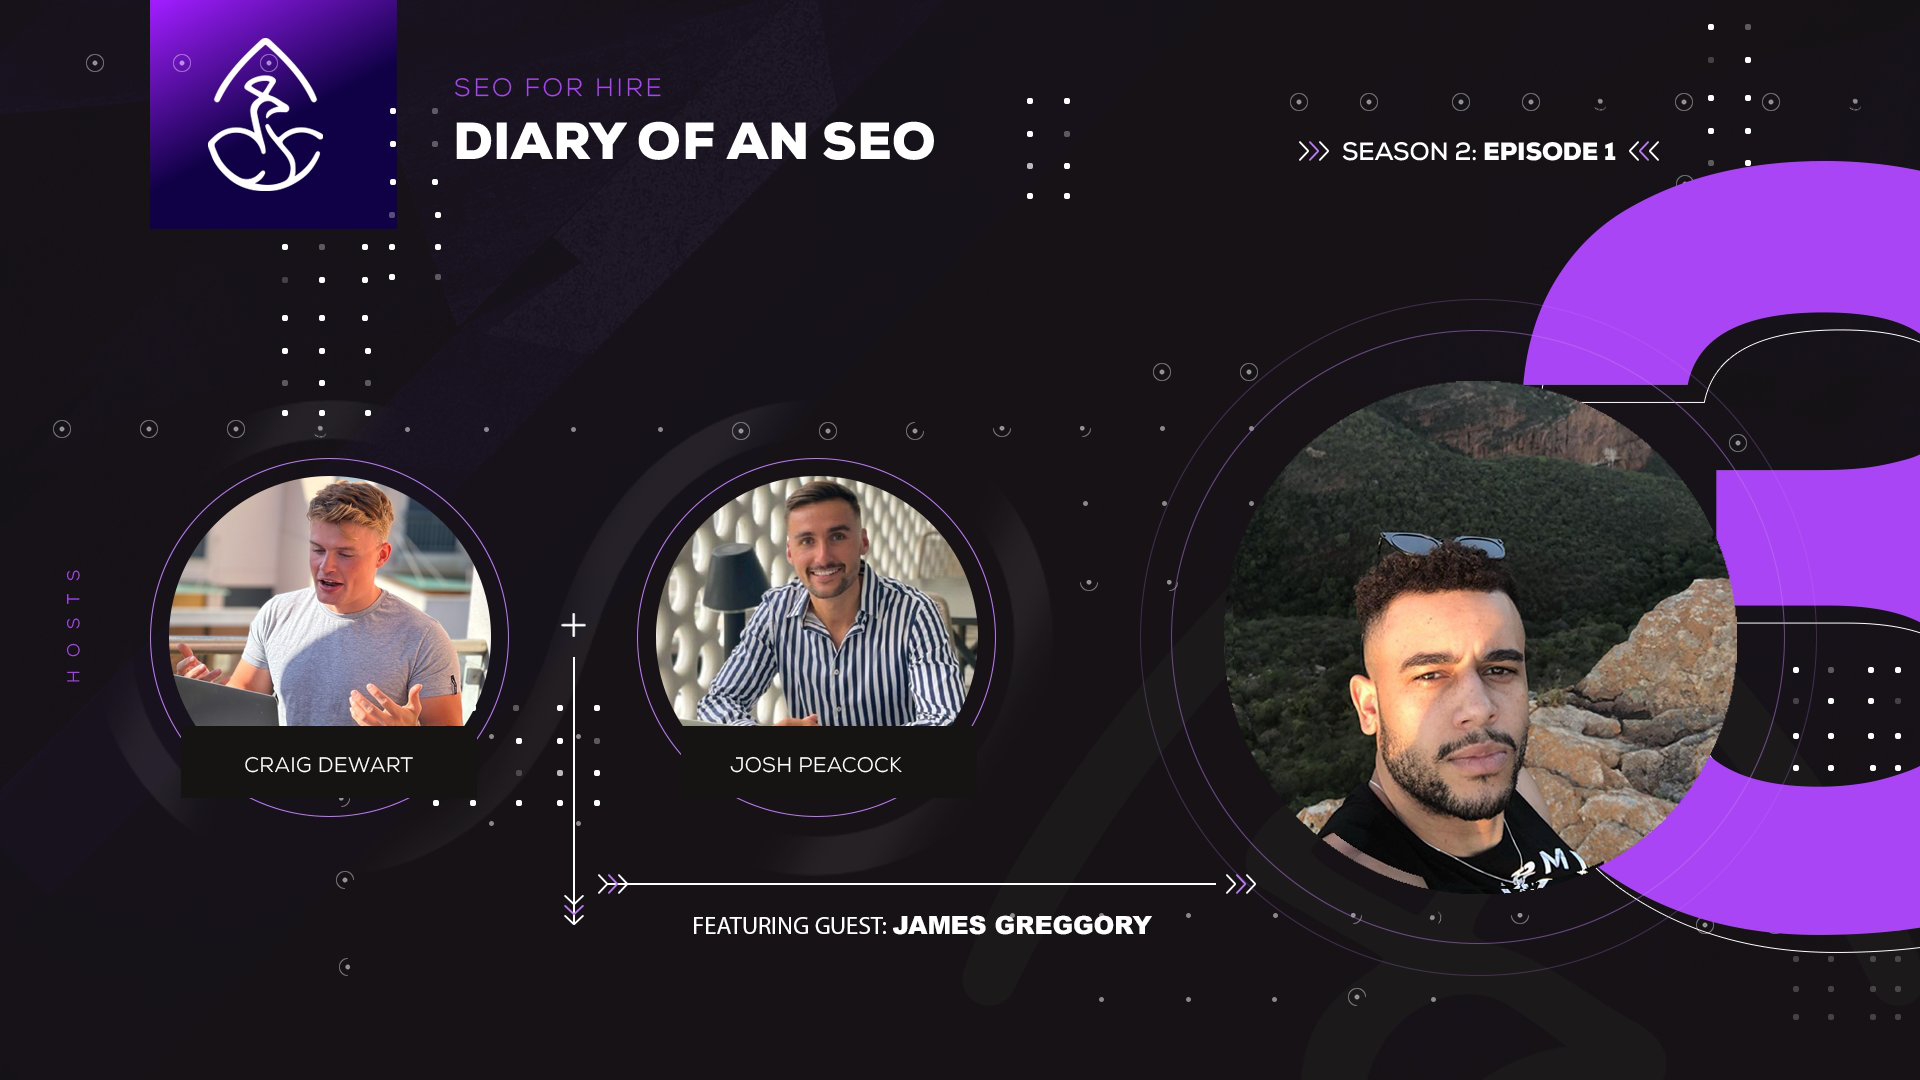 SEO FOR HIRE
DIARY OF AN SEO
SEASON 2: EPISODE 1
HOSTS
CRAIG DEWART
JOSH PEACOCK
FEATURING GUEST: JAMES GREGGORY
3